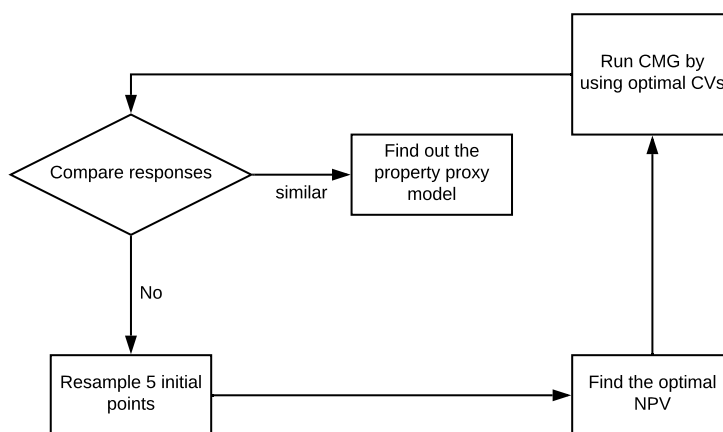 Run CMG by
using optimal CVs
Compare responses
similar
Find out the
property proxy
model
No
Resample 5 initial
points
Find the optimal
NPV